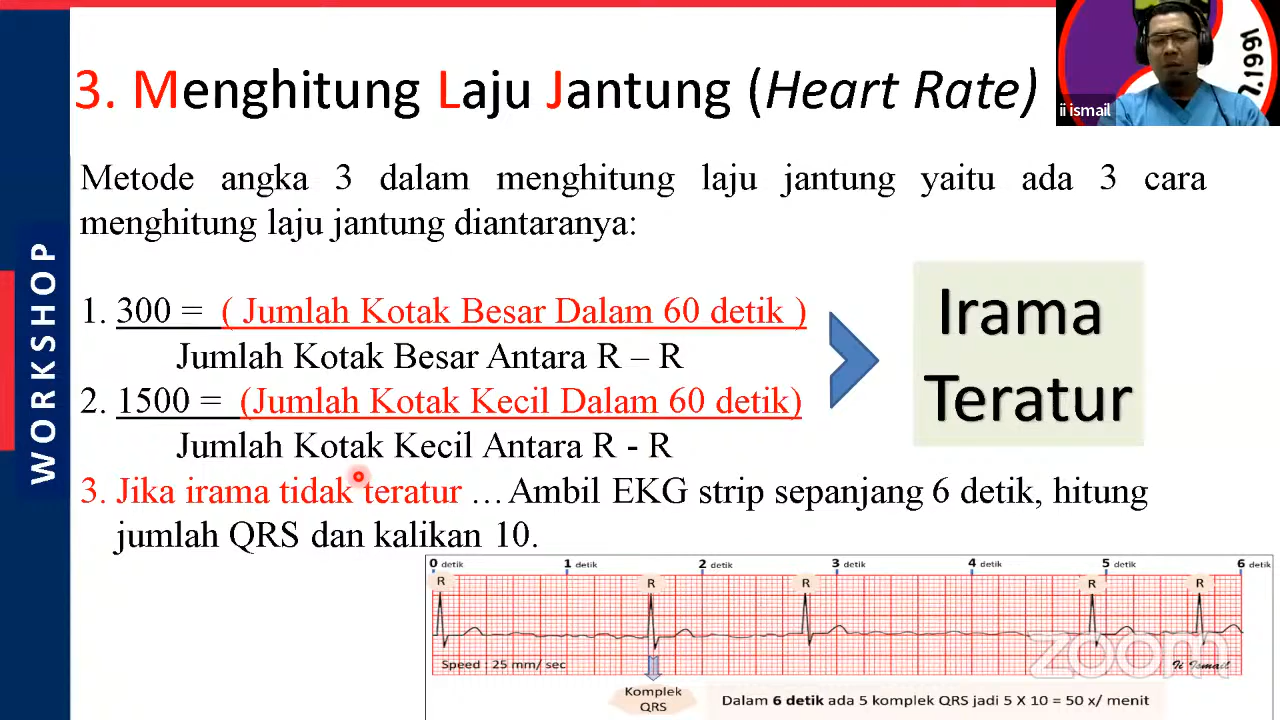 3. Menghitung Laju Jantung (Heart Rate)
1661
ii ismail
Metode angka 3 dalam menghitung laju jantung yaitu ada 3 cara
menghitung laju jantung diantaranya:
1. 300 = ( Jumlah Kotak Besar Dalam 60 detik )
Jumlah Kotak Besar Antara R – R
2. 1500 = (Jumlah Kotak Kecil Dalam 60 detik)
Jumlah Kotak Kecil Antara R - R
Irama
Teratur
3. Jika irama tidak teratur … Ambil EKG strip sepanjang 6 detik, hitung
jumlah QRS dan kalikan 10.
WORKSHOP
0 detik 1 detik 2 detik 3 detik 4 detik 5 detik 6 detik
R R R R R
Speed : 25 mm/ sec
zoom
Ii Ismail
Komplek
QRS
Dalam 6 detik ada 5 komplek QRS jadi 5 X 10 = 50 x/ menit